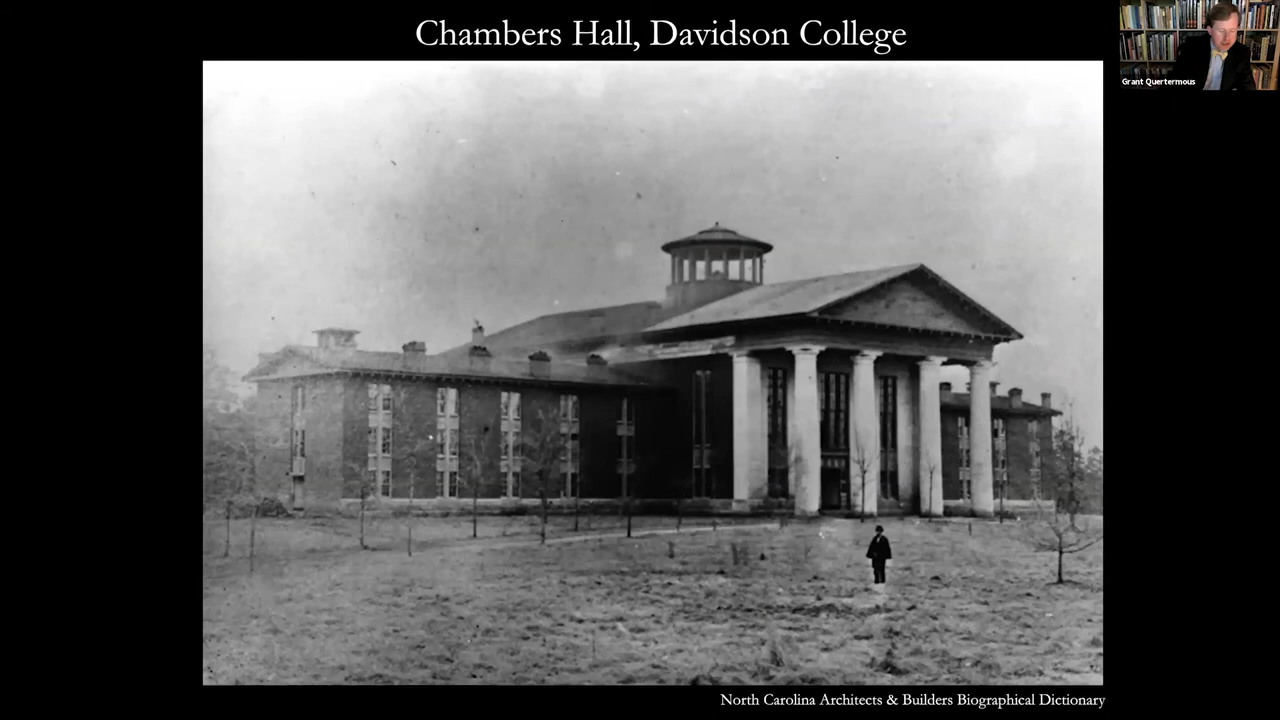 Chambers Hall, Davidson College
Grant Quertermous
North Carolina Architects & Builders Biographical Dictionary